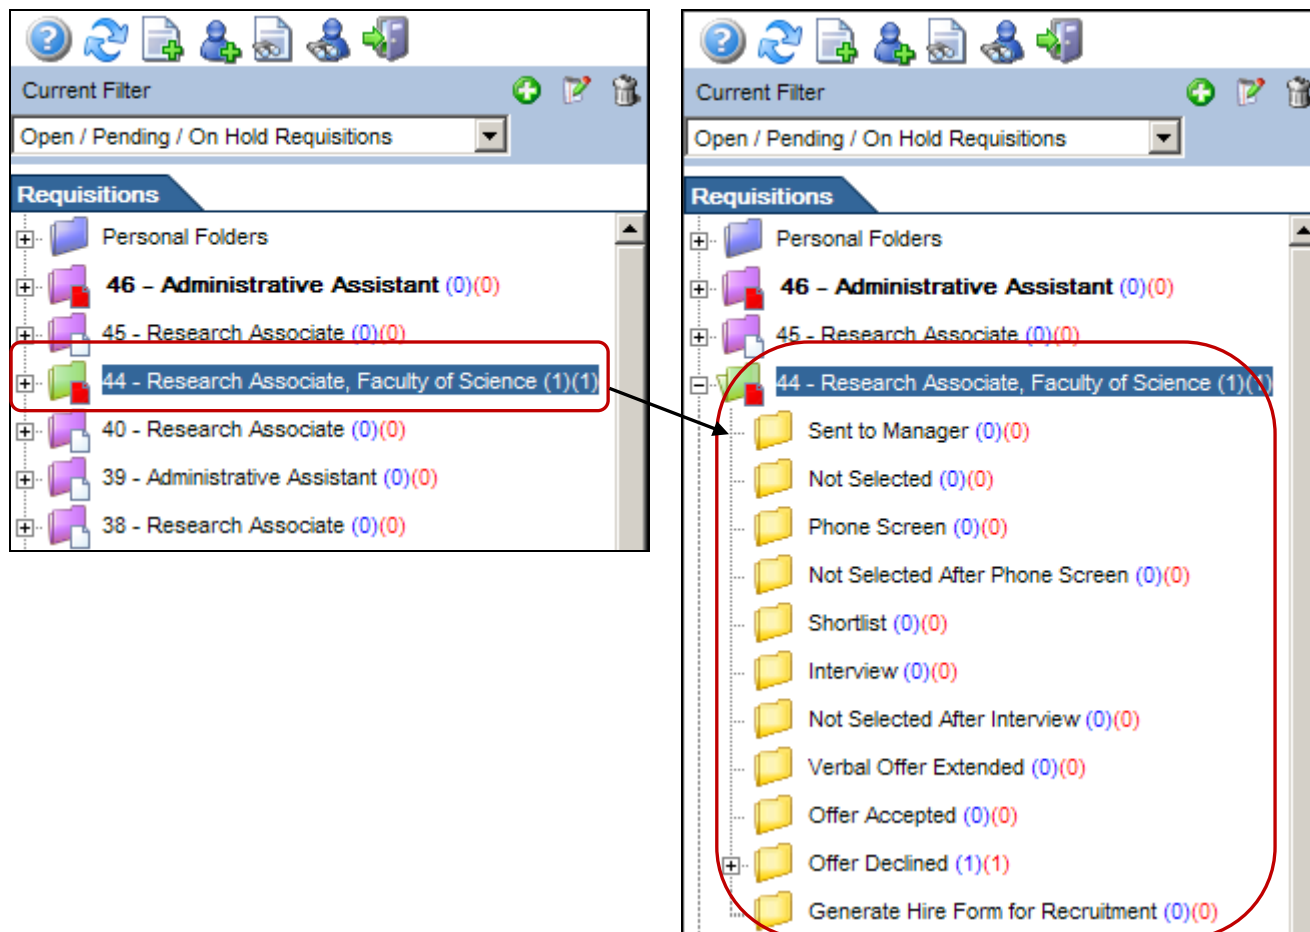 Current Filter
Open / Pending / On Hold Requisitions
Requisitions
Personal Folders
46 – Administrative Assistant (0)(0)
45 - Research Associate (0)(0)
44 - Research Associate, Faculty of Science (1)(1)
40 - Research Associate (0)(0)
39 - Administrative Assistant (0)(0)
38 - Research Associate (0)(0)
Current Filter
Open / Pending / On Hold Requisitions
Requisitions
Personal Folders
46 – Administrative Assistant (0)(0)
45 - Research Associate (0)(0)
44 - Research Associate, Faculty of Science (1)(1)
Sent to Manager (0)(0)
Not Selected (0)(0)
Phone Screen (0)(0)
Not Selected After Phone Screen (0)(0)
Shortlist (0)(0)
Interview (0)(0)
Not Selected After Interview (0)(0)
Verbal Offer Extended (0)(0)
Offer Accepted (0)(0)
Offer Declined (1)(1)
Generate Hire Form for Recruitment (0)(0)